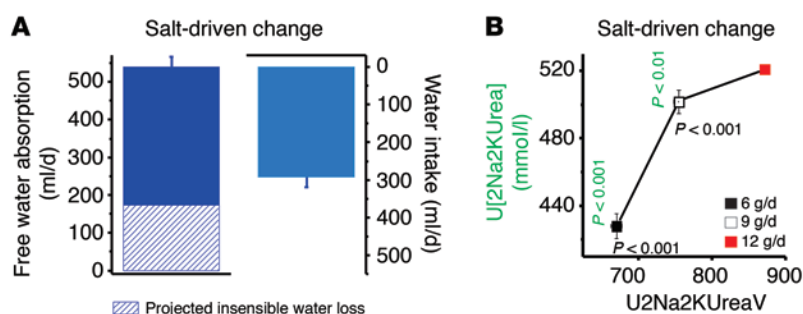 A
Salt-driven change
Free water absorption
ml/d
500
400
300
200
100
0
0
100
200
300
400
500
Water intake (ml/d)
Projected insensible water loss
B
Salt-driven change
U[2Na2KUrea]
(mmol/l)
520
480
440
P < 0.01
P < 0.001
P < 0.001
P < 0.001
6 g/d
9 g/d
12 g/d
700
800
900
U2Na2KUreaV